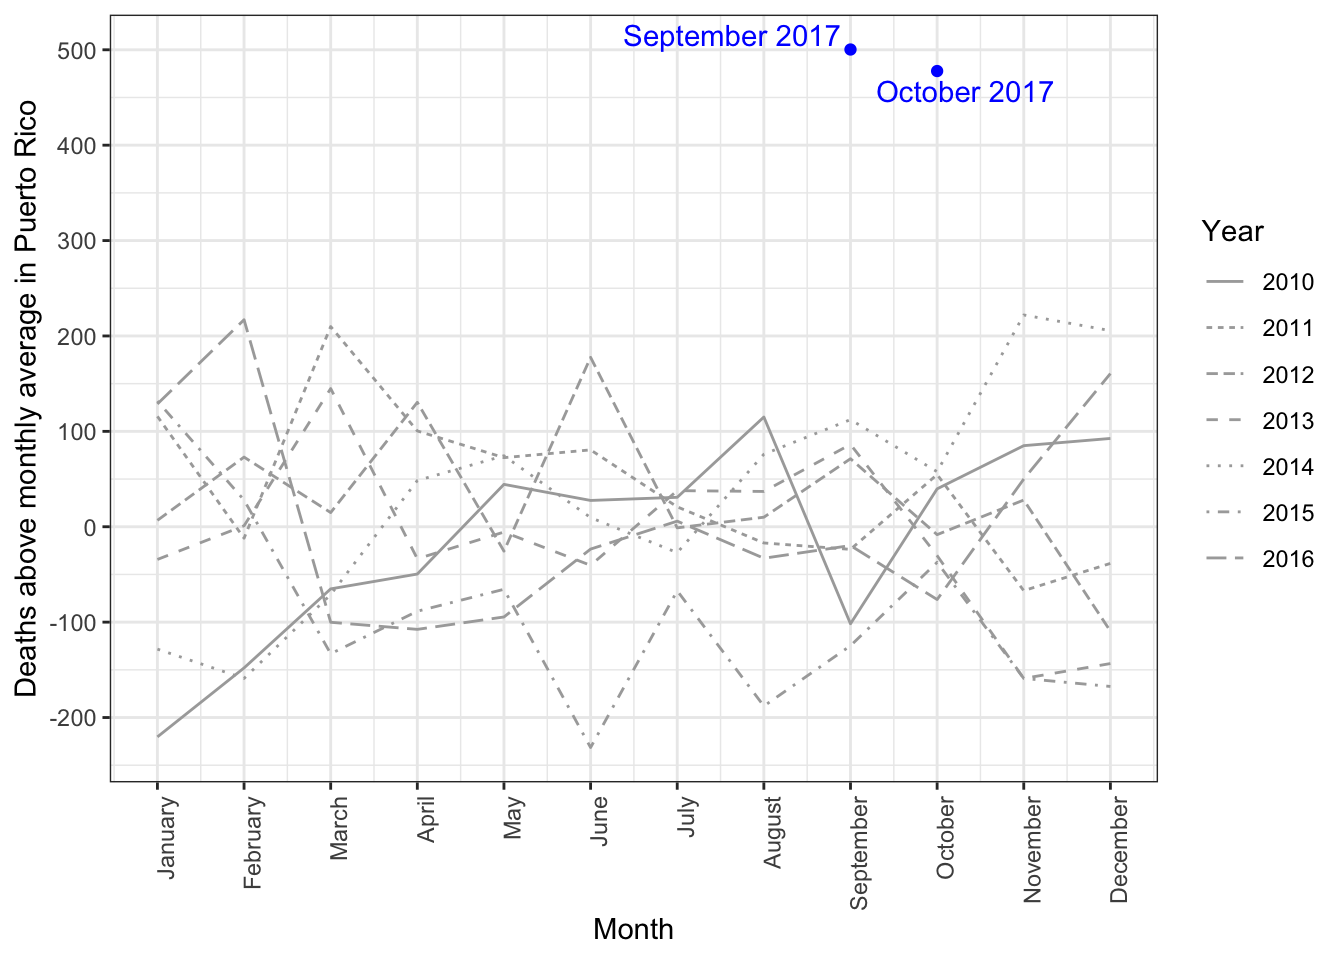 Deaths above monthly average in Puerto Rico
500
400
300
200
100
0
-100
-200
September 2017
October 2017
January
February
March
April
May
June
July
August
September
October
November
December
Month
Year
2010
2011
2012
2013
2014
2015
2016